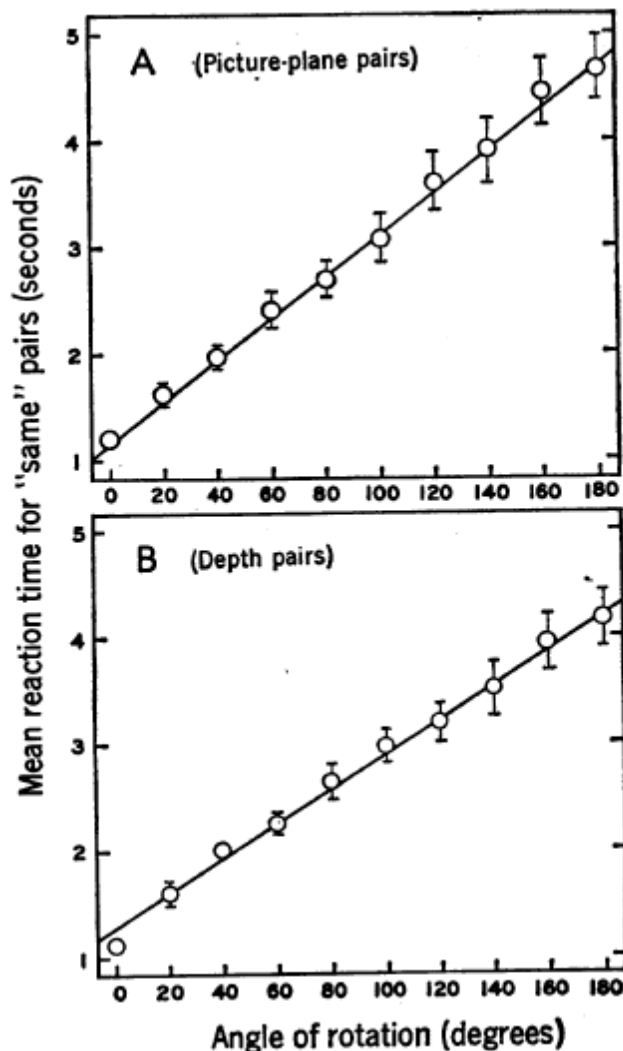 Mean reaction time for "same" pairs (seconds)
A (Picture-plane pairs)
5
4
3
2
1
0 20 40 60 80 100 120 140 160 180
B (Depth pairs)
5
4
3
2
1
0 20 40 60 80 100 120 140 160 180
Angle of rotation (degrees)